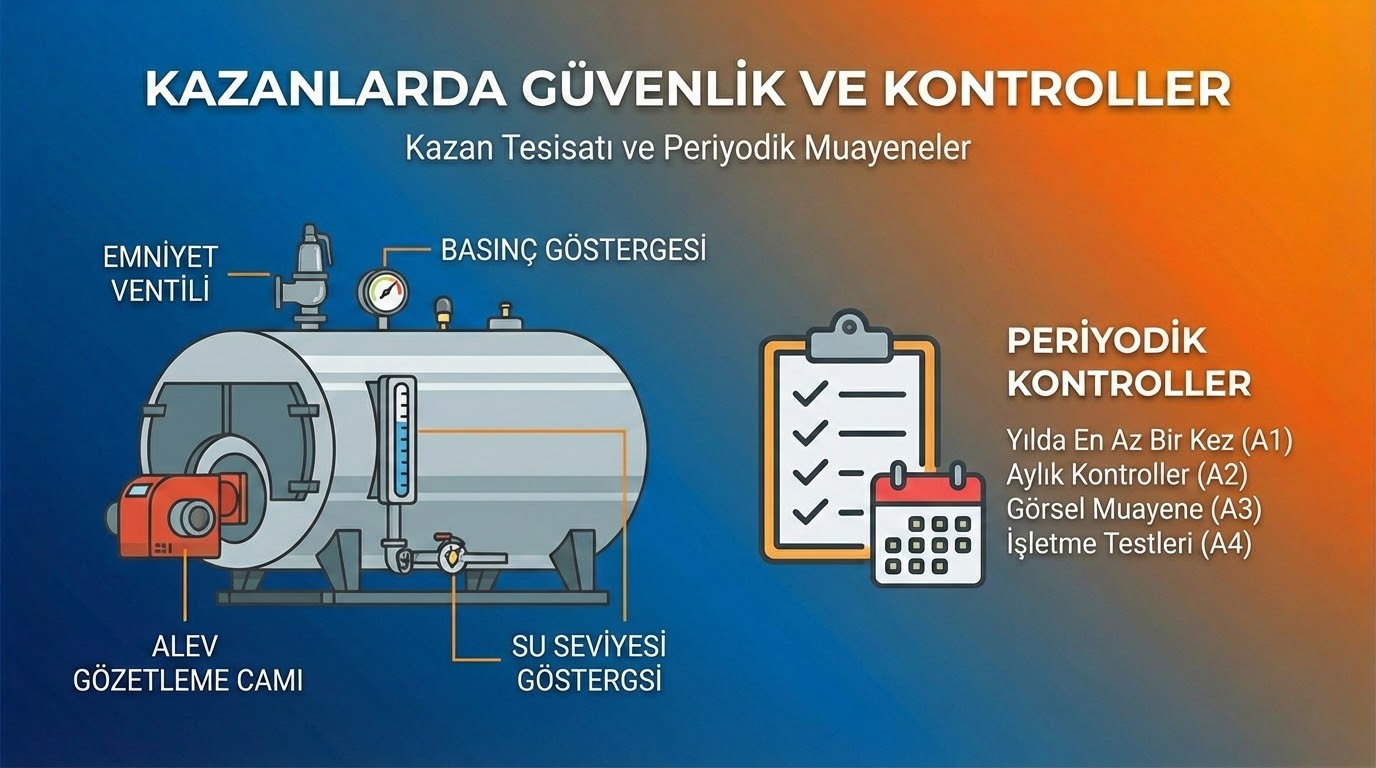 KAZANLARDA GÜVENLİK VE KONTROLLER
Kazan Tesisatı ve Periyodik Muayeneler
EMNİYET
VENTİLİ
BASINÇ GÖSTERGESİ
ALEV
GÖZETLEME CAMI
SU SEVİYESİ
GÖSTERGSİ
PERİYODİK
KONTROLLER
Yılda En Az Bir Kez (A1)
Aylık Kontroller (A2)
Görsel Muayene (A3)
İşletme Testleri (A4)